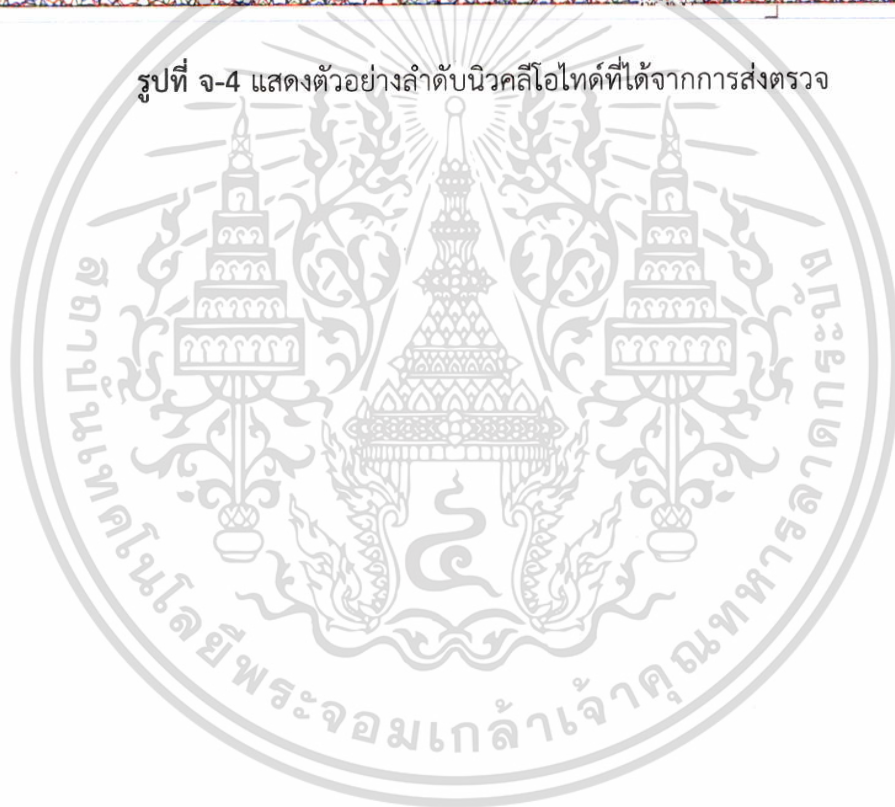 รูปที่ จ-4 แสดงตัวอย่างลำดับนิวคลีโอไทด์ที่ได้จากการส่งตรวจ
สถาบันเทคโนโลยีพระจอมเกล้าเจ้าคุณทหารลาดกระบัง
๔